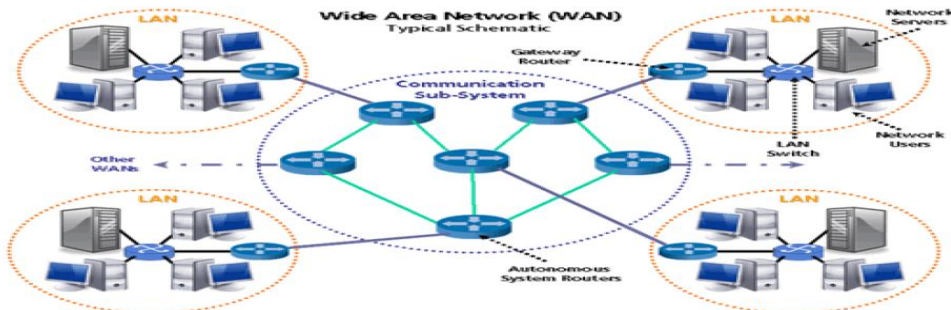 Wide Area Network (WAN)
Typical Schematic
LAN
LAN
Network
Servers
Gateway
Router
Communication
Sub-System
Network
Users
LAN
Switch
Other
WANs
LAN
LAN
Autonomous
System Routers